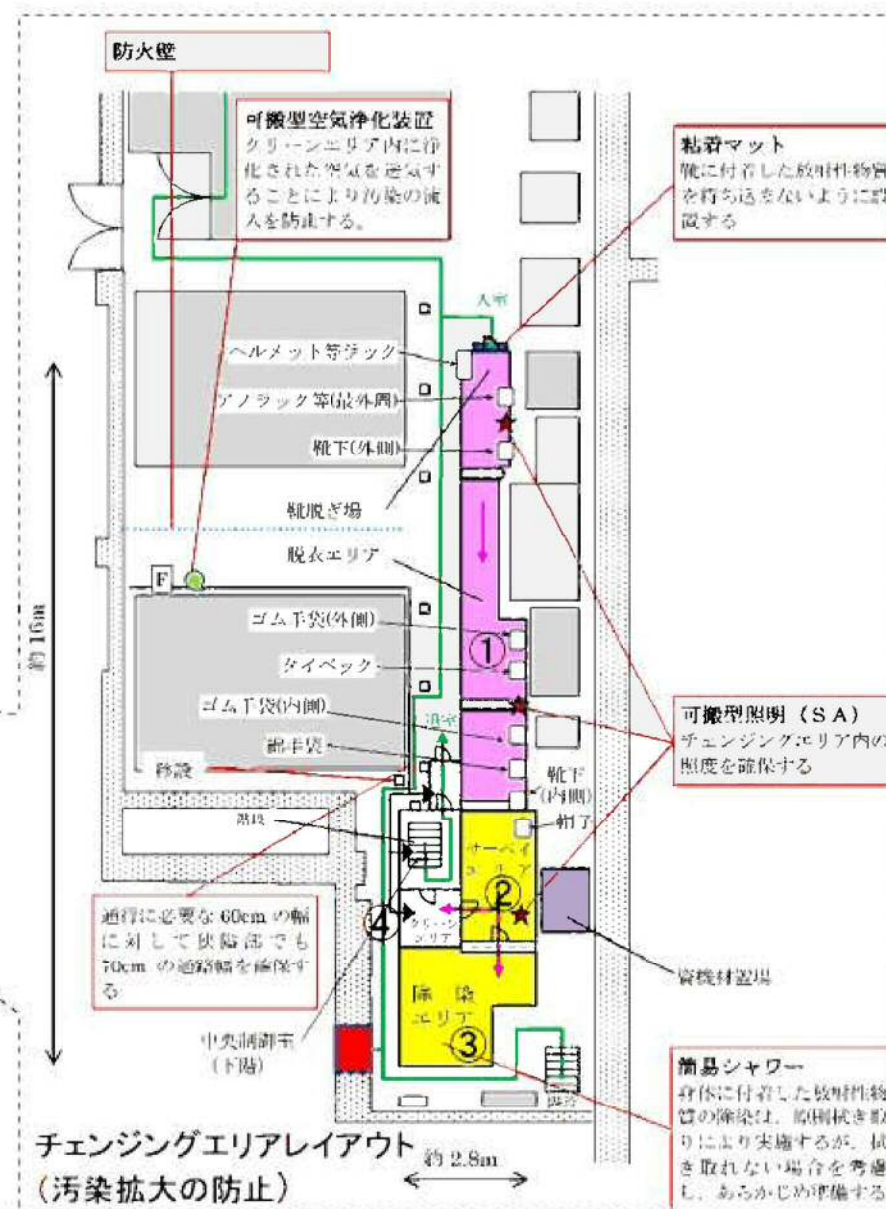 防火壁
可搬型空気浄化装置
クリーンエリア内に浄
化された空気を送気す
ることにより汚染の流
入を防止する。
粘着マット
靴に付着した放射性物質
を持ち込まないように設
置する
入室
ヘルメット等ラック
アノラック等(最外周)
靴下(外側)
靴脱ぎ場
脱衣エリア
F
約16m
ゴム手袋(外側)
①
タイベック
ゴム手袋(内側)
退室
綿手袋
移設
靴下
(内側)
帽子
可搬型照明（ＳＡ）
チェンジングエリア内の
照度を確保する
階段
サーベイ
エリア
②
④
クリーン
エリア
通行に必要な 60cm の幅
に対して狭隘部でも
70cm の通路幅を確保す
る
資機材置場
除染
エリア
③
中央制御室
(下階)
階段
簡易シャワー
身体に付着した放射性物
質の除染は、原則拭き取
りにより実施するが、拭
き取れない場合を考慮
し、あらかじめ準備する
チェンジングエリアレイアウト
（汚染拡大の防止）
約 2.8m